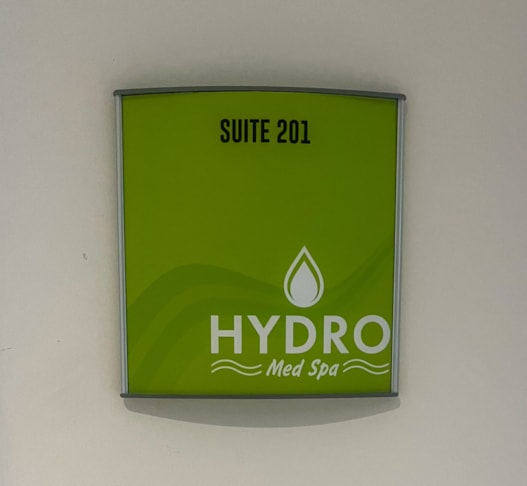 SUITE 201
HYDRO
Med Spa